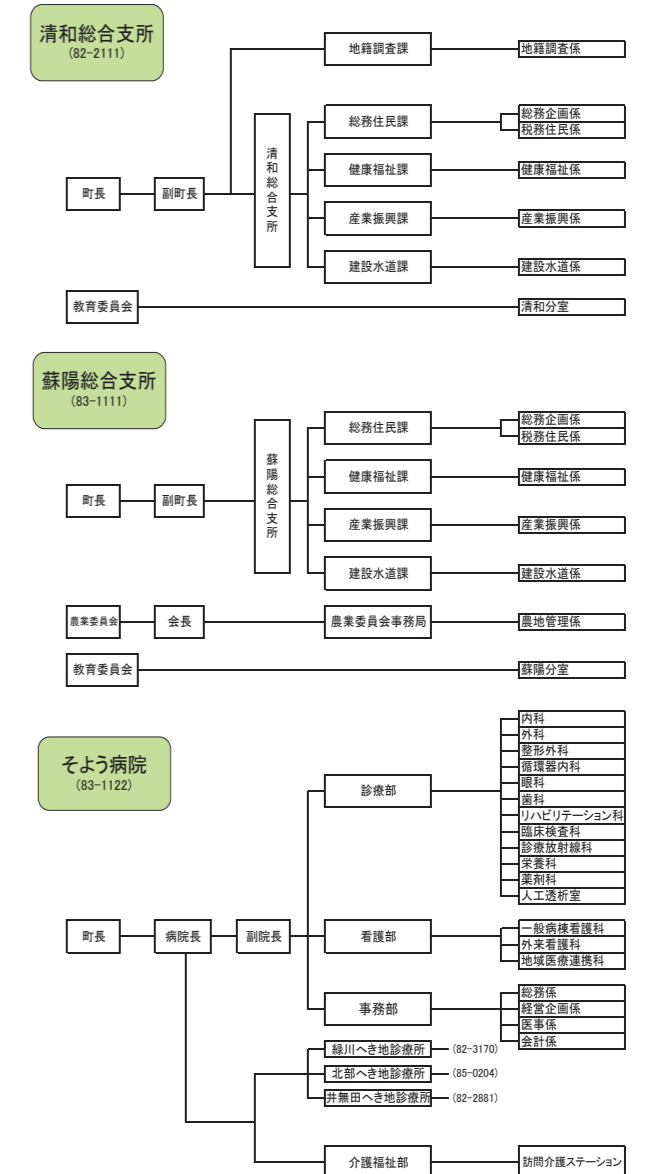 清和総合支所
(82-2111)
地籍調査課
地籍調査係
町長
副町長
清和総合支所
総務住民課
総務企画係
税務住民係
健康福祉課
健康福祉係
産業振興課
産業振興係
建設水道課
建設水道係
教育委員会
清和分室
蘇陽総合支所
(83-1111)
町長
副町長
蘇陽総合支所
総務住民課
総務企画係
税務住民係
健康福祉課
健康福祉係
産業振興課
産業振興係
建設水道課
建設水道係
農業委員会
会長
農業委員会事務局
農地管理係
教育委員会
蘇陽分室
そよう病院
(83-1122)
町長
病院長
副院長
診療部
内科
外科
整形外科
循環器内科
眼科
歯科
リハビリテーション科
臨床検査科
診療放射線科
栄養科
薬剤科
人工透析室
看護部
一般病棟看護科
外来看護科
地域医療連携科
事務部
総務係
経営企画係
医事係
会計係
緑川へき地診療所
(82-3170)
北部へき地診療所
(85-0204)
井無田へき地診療所
(82-2881)
介護福祉部
訪問介護ステーション